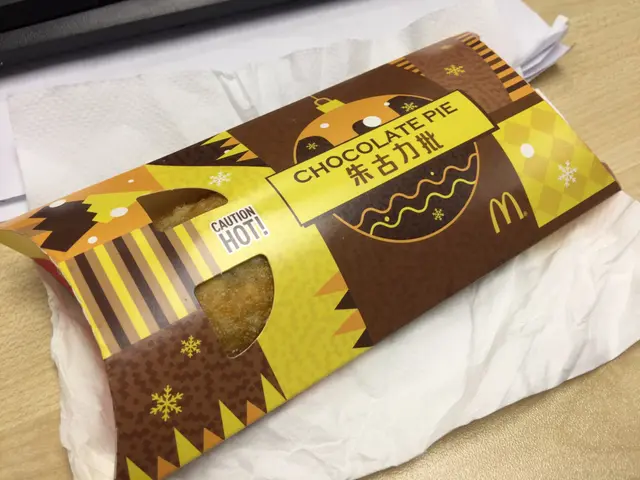 CHOCOLATE PIE
朱古力批
CAUTION
HOT!